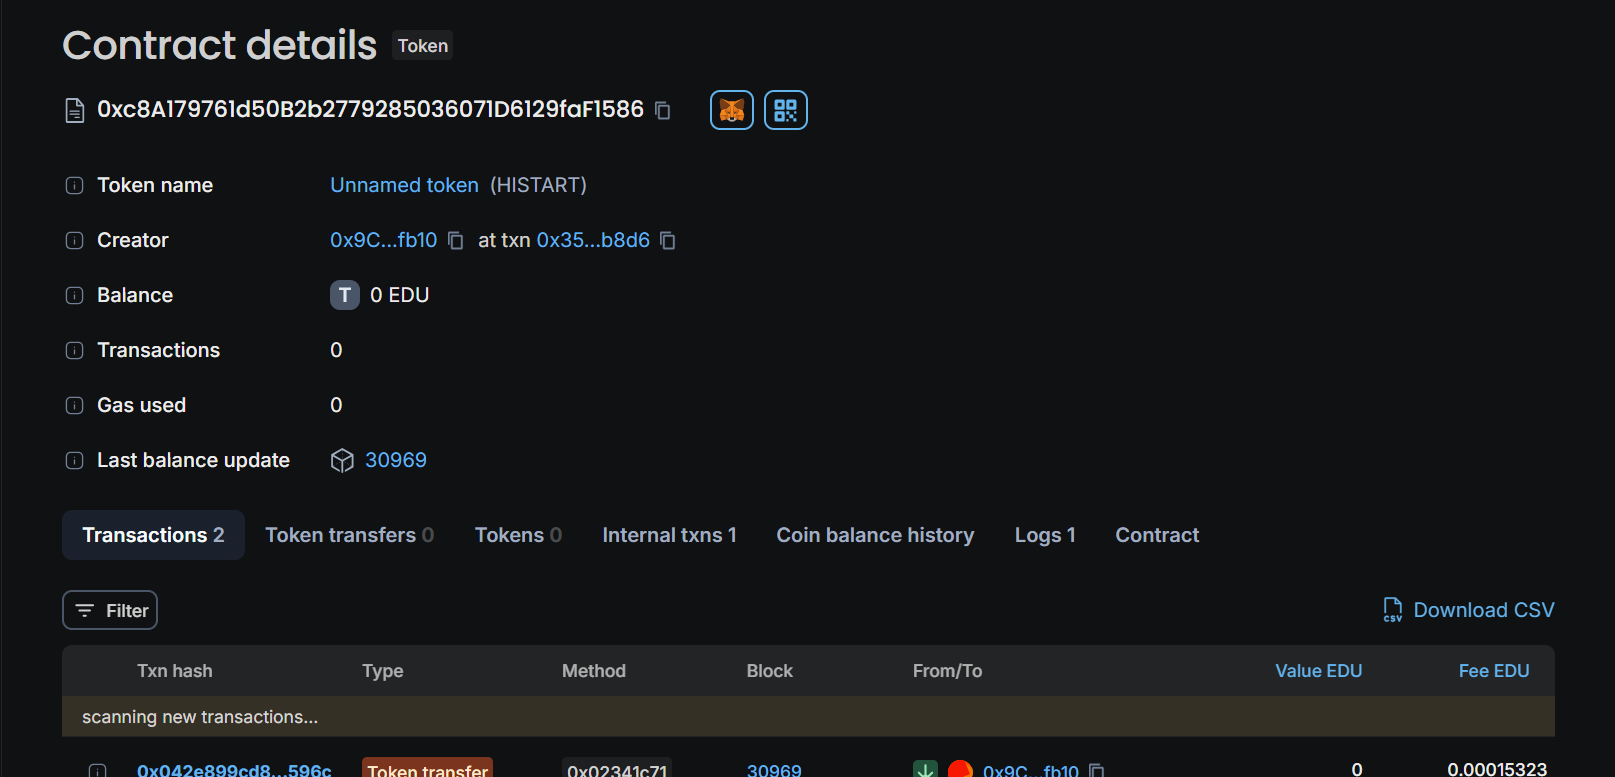 Contract details Token
0xc8A179761d50B2b2779285036071D6129faF1586
Token name Unnamed token (HISTART)
Creator 0x9C...fb10 at txn 0x35...b8d6
Balance T 0 EDU
Transactions 0
Gas used 0
Last balance update 30969
Transactions 2 Token transfers 0 Tokens 0 Internal txns 1 Coin balance history Logs 1 Contract
Filter CSV Download CSV
Txn hash Type Method Block From/To Value EDU Fee EDU
scanning new transactions...
0x042e899cd8...596c Token transfer 0x02341c71 30969 0x9C...fb10 0 0.00015323